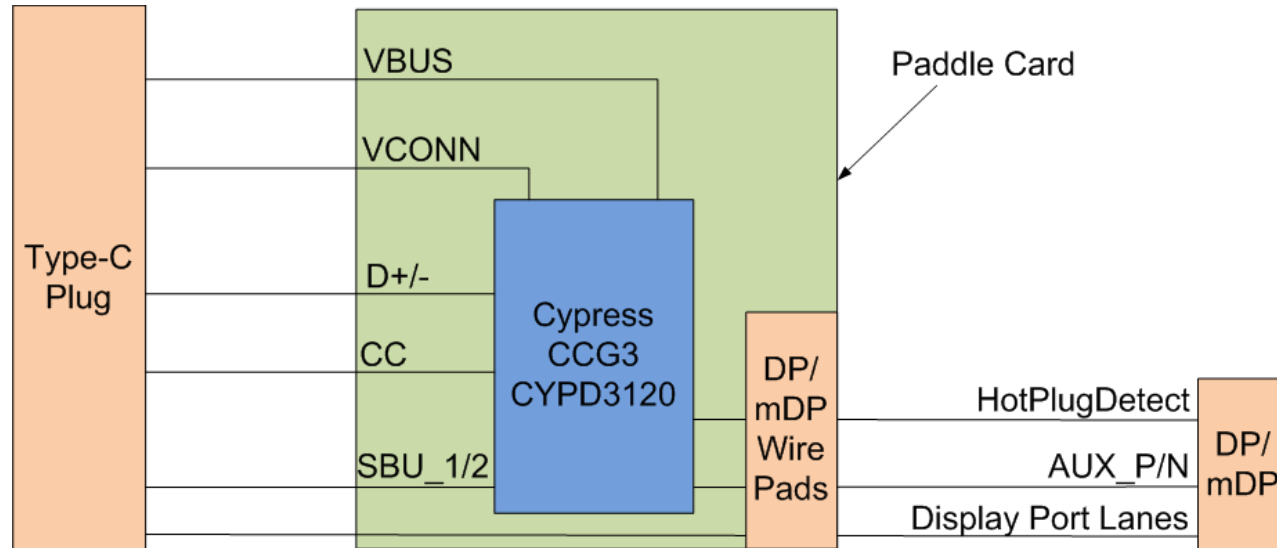 VBUS
Paddle Card
VCONN
Type-C
Plug
D+/-
Cypress
CCG3
CYPD3120
CC
DP/
mDP
Wire
Pads
HotPlugDetect
SBU_1/2
AUX_P/N
DP/
mDP
Display Port Lanes